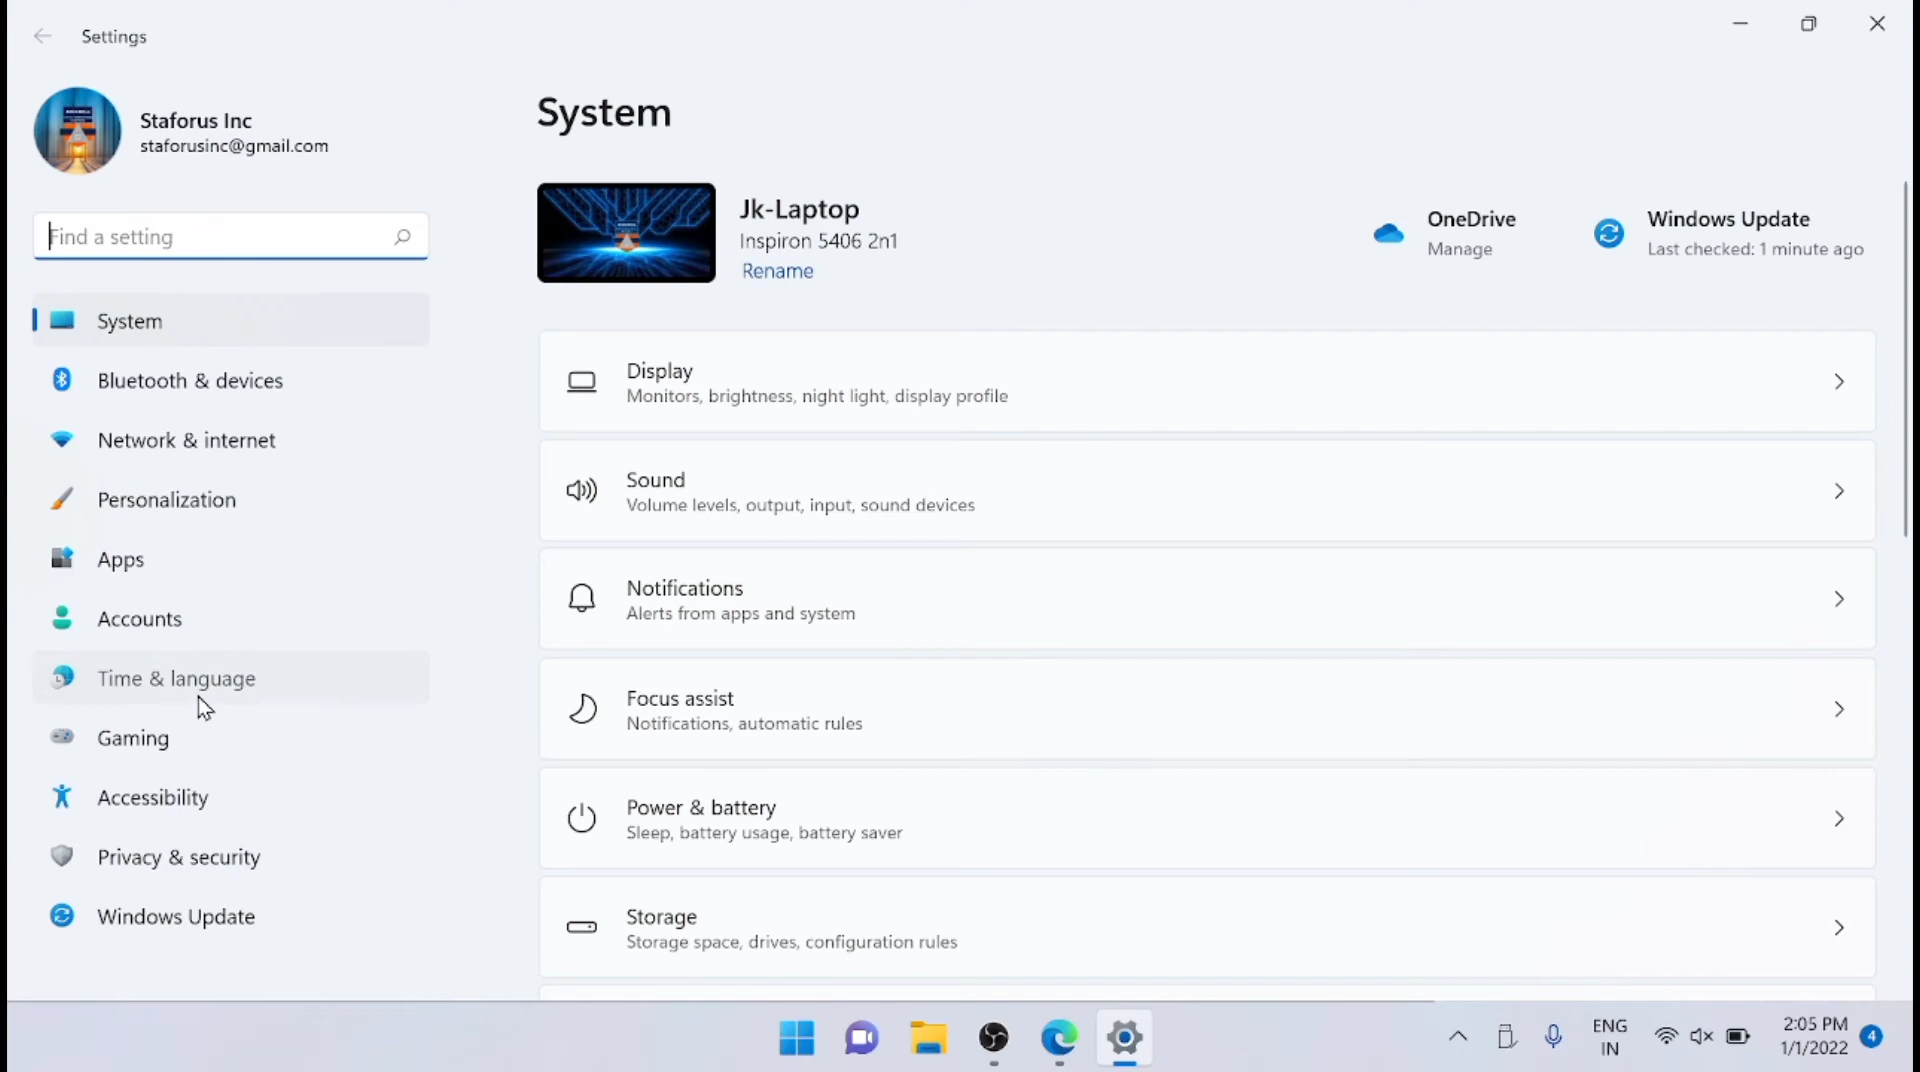 Settings
Staforus Inc
staforusinc@gmail.com
Find a setting
System
Bluetooth & devices
Network & internet
Personalization
Apps
Accounts
Time & language
Gaming
Accessibility
Privacy & security
Windows Update
System
Jk-Laptop
Inspiron 5406 2n1
Rename
OneDrive
Manage
Windows Update
Last checked: 1 minute ago
Display
Monitors, brightness, night light, display profile
Sound
Volume levels, output, input, sound devices
Notifications
Alerts from apps and system
Focus assist
Notifications, automatic rules
Power & battery
Sleep, battery usage, battery saver
Storage
Storage space, drives, configuration rules
ENG
IN
2:05 PM
1/1/2022
4